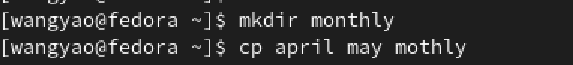 [wangyao@fedora ~]$ mkdir monthly
[wangyao@fedora ~]$ cp april may mothly